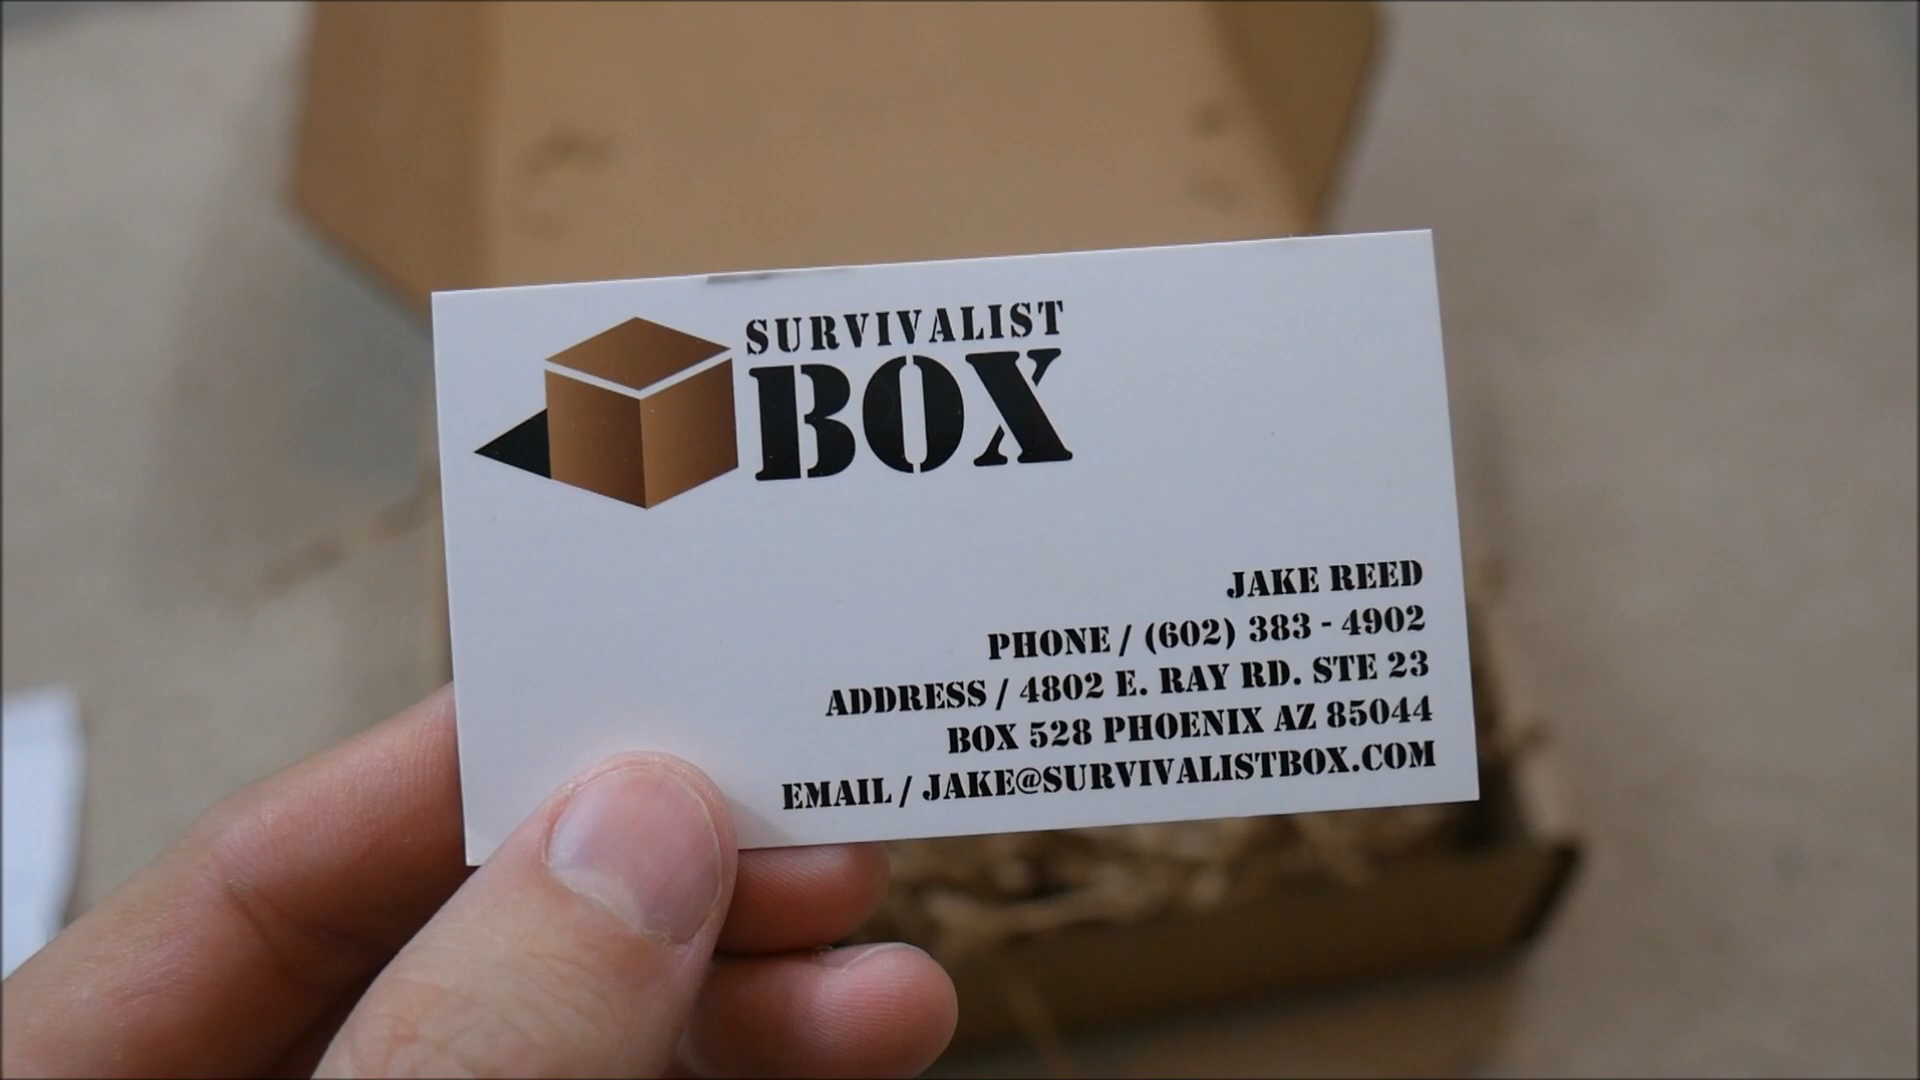 SURVIVALIST
BOX
JAKE REED
PHONE / (602) 383 - 4902
ADDRESS / 4802 E. RAY RD. STE 23
BOX 528 PHOENIX AZ 85044
EMAIL / JAKE@SURVIVALISTBOX.COM